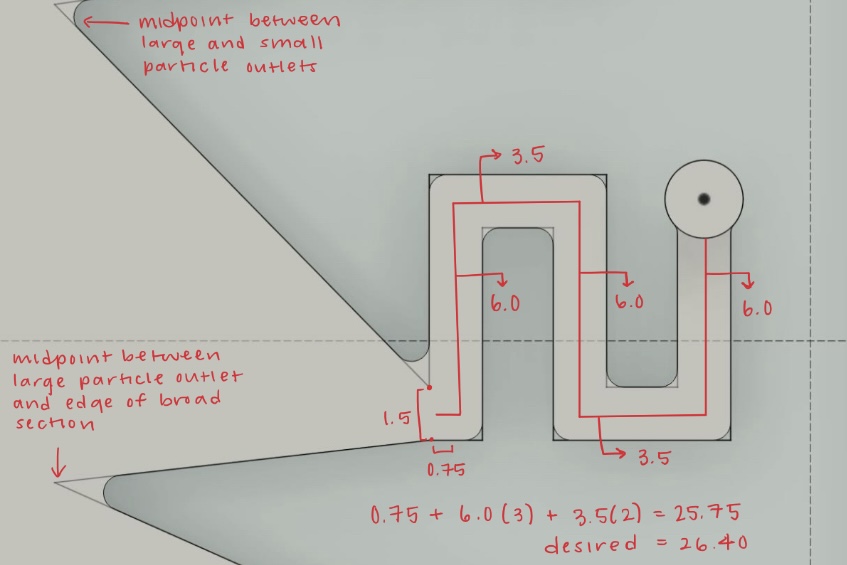 midpoint between
large and small
particle outlets
3.5
6.0
6.0
6.0
midpoint between
large particle outlet
and edge of broad
section
1.5
0.75
3.5
0.75 + 6.0 (3) + 3.5(2) = 25.75
desired = 26.40